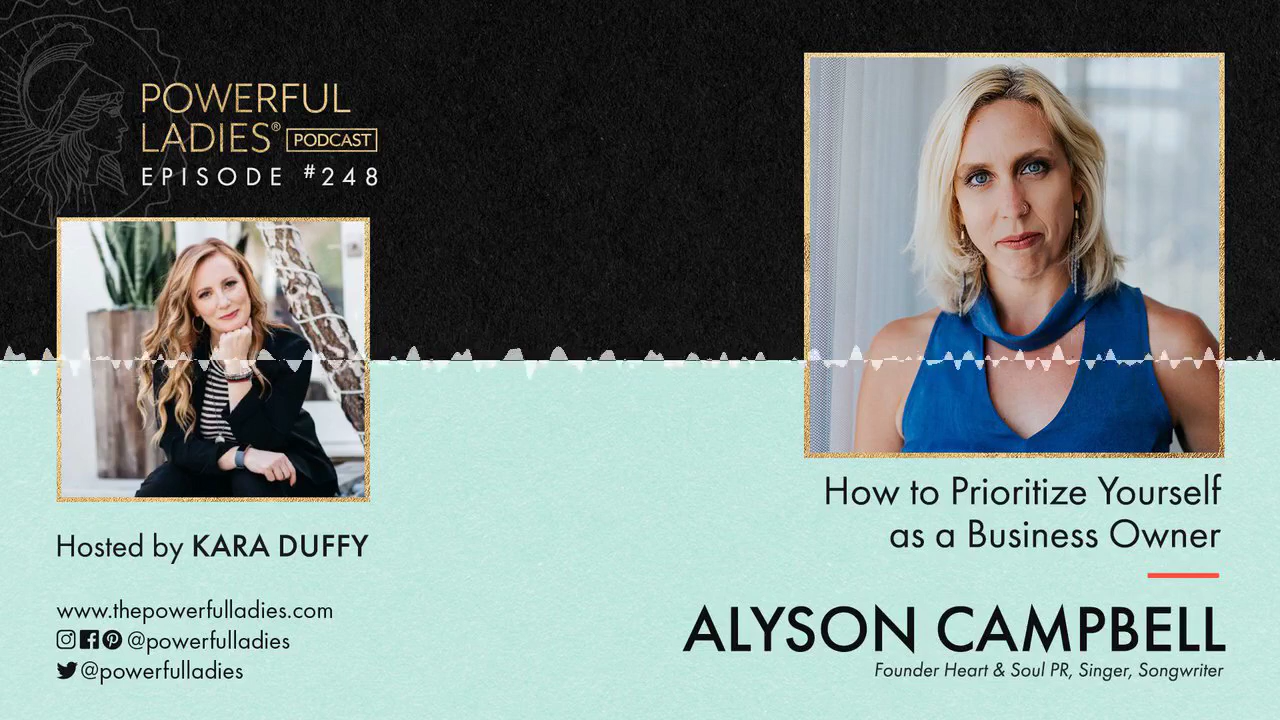 POWERFUL
LADIES® PODCAST
EPISODE #248
Hosted by KARA DUFFY
www.thepowerfulladies.com
@powerfulladies
@powerfulladies
How to Prioritize Yourself
as a Business Owner
ALYSON CAMPBELL
Founder Heart & Soul PR, Singer, Songwriter